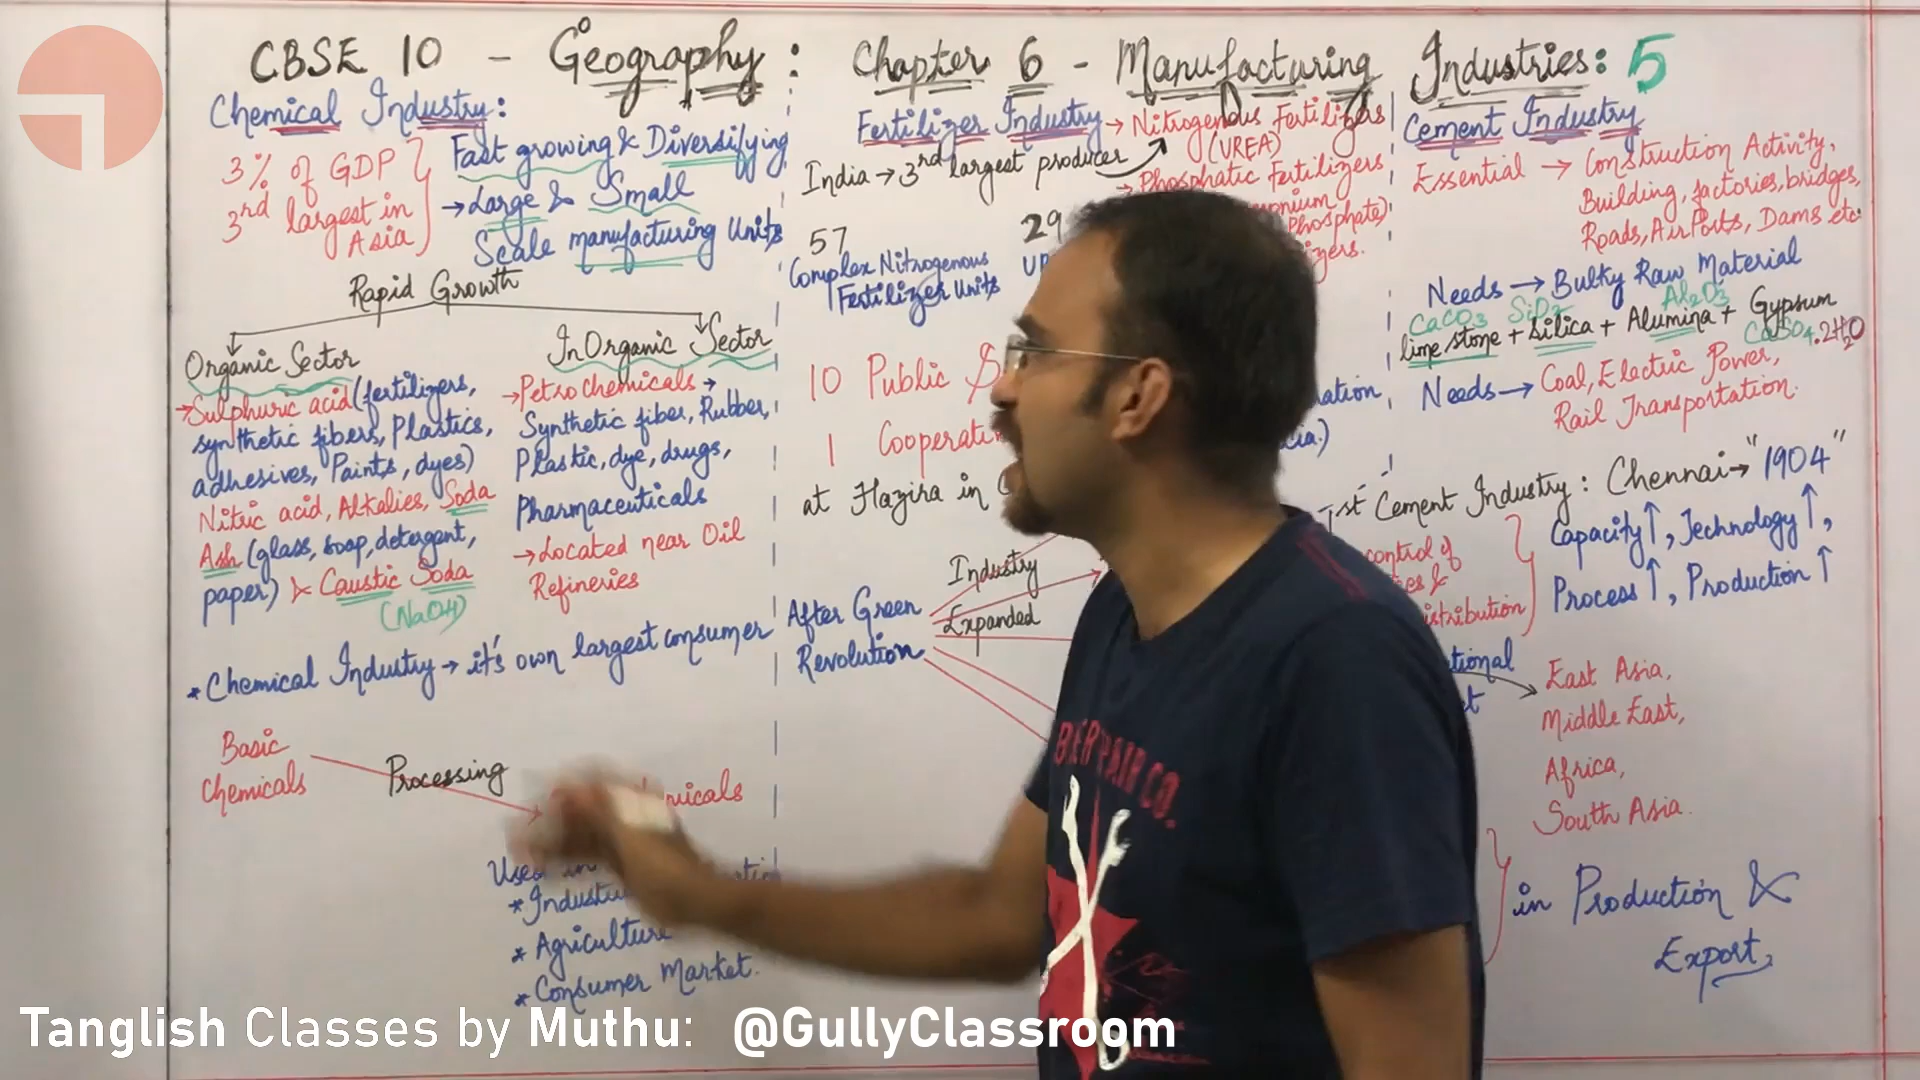 CBSE 10 - Geography: Chapter 6 - Manufacturing Industries: 5
Chemical Industry:
3% of GDP
3rd largest in
Asia
Fast growing & Diversifying
→ Large & Small
Scale manufacturing Units
Rapid Growth
Organic Sector
→ Sulphuric acid (fertilizers,
synthetic fibers, Plastics,
adhesives, Paints, dyes)
Nitric acid, Alkalies, Soda
Ash (glass, soap, detergent,
paper) & Caustic Soda
(NaOH)
InOrganic Sector
→ Petrochemicals →
Synthetic fiber, Rubber,
Plastic, dye, drugs,
Pharmaceuticals
→ Located near Oil
Refineries
* Chemical Industry → it's own largest consumer
Basic
Chemicals
Processing
Used in
* Agriculture
* Consumer Market.
Fertilizer Industry → Nitrogenous Fertilizers
(UREA)
India → 3rd largest producer
→ Phosphatic Fertilizers
Phosphate)
57
Complex Nitrogenous
Fertilizer Units
29
10 Public
1
at Hazira in
After Green
Revolution
Industry
Expanded
Cement Industry
Essential → Construction Activity,
Building, factories, bridges,
Roads, AirPorts, Dams etc.
Needs → Bulky Raw Material
CaCO3 SiO2 Al2O3
lime stone + Silica + Alumina + Gypsum
CaSO4.2H2O
Needs → Coal, Electric Power,
Rail Transportation.
1st Cement Industry: Chennai → "1904"
control of
Capacity ↑, Technology ↑,
Process ↑, Production ↑
East Asia,
Middle East,
Africa,
South Asia.
in Production &
Export
BEER PAIR CO.
Tanglish Classes by Muthu: @GullyClassroom